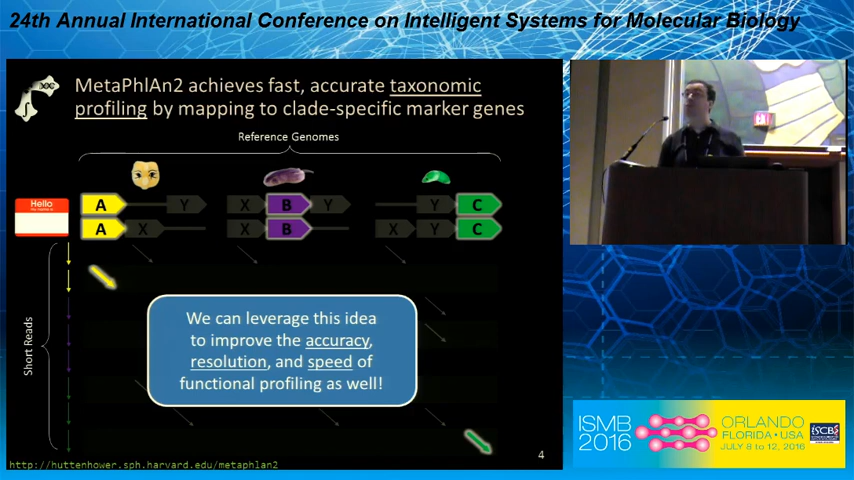 24th Annual International Conference on Intelligent Systems for Molecular Biology
MetaPhlAn2 achieves fast, accurate taxonomic
profiling by mapping to clade-specific marker genes
Reference Genomes
Hello
A Y X B Y Y C
A X X B X Y C
Short Reads
We can leverage this idea
to improve the accuracy,
resolution, and speed of
functional profiling as well!
http://huttenhower.sph.harvard.edu/metaphlan2
4
ISMB
2016
ORLANDO
FLORIDA • USA
JULY 8 to 12, 2016
ISCB